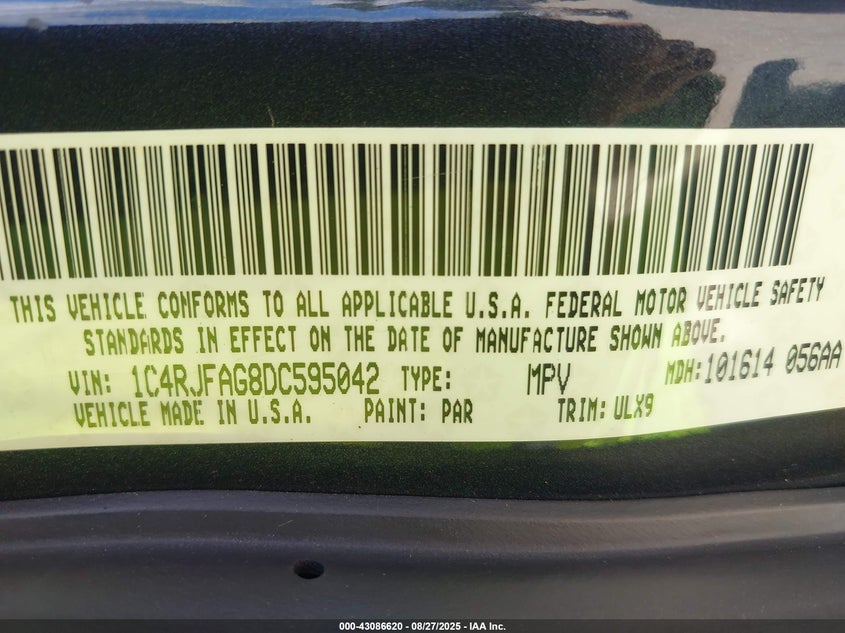 THIS VEHICLE CONFORMS TO ALL APPLICABLE U.S.A. FEDERAL MOTOR VEHICLE SAFETY
STANDARDS IN EFFECT ON THE DATE OF MANUFACTURE SHOWN ABOVE.
VIN: 1C4RJFAG8DC595042 TYPE: MPV MDH:101614 056AA
VEHICLE MADE IN U.S.A. PAINT: PAR TRIM: ULX9
000-43086620 - 08/27/2025 - IAA Inc.